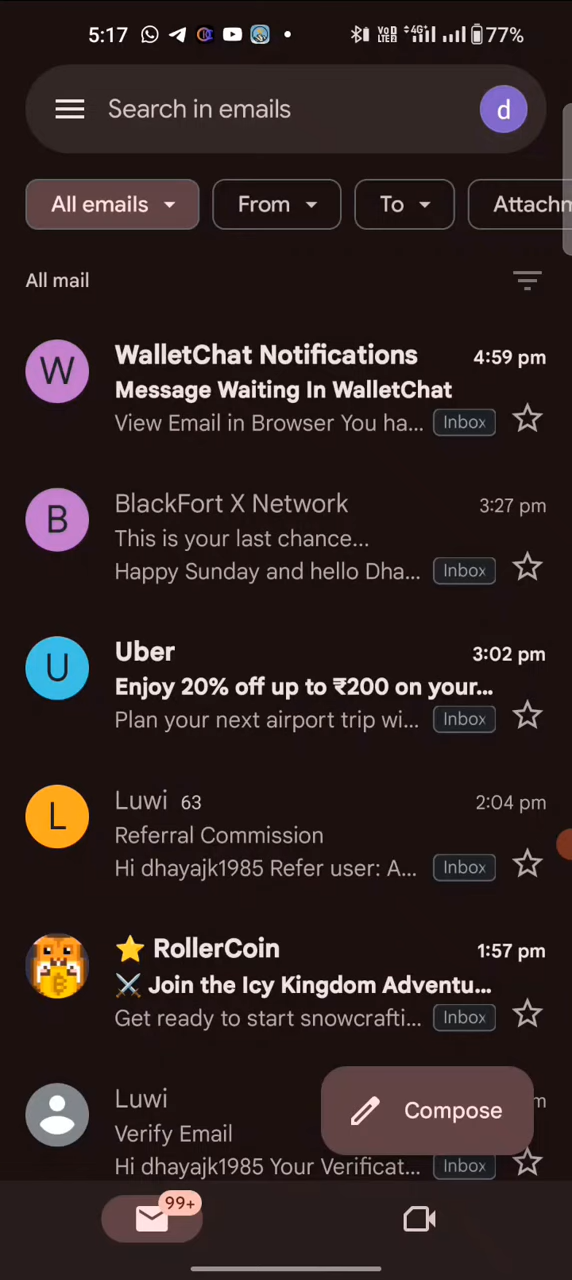 5:17
VoD LTE2 4G 77%
Search in emails
d
All emails From To Attachm
All mail
W
WalletChat Notifications 4:59 pm
Message Waiting In WalletChat
View Email in Browser You ha... Inbox
B
BlackFort X Network 3:27 pm
This is your last chance...
Happy Sunday and hello Dha... Inbox
U
Uber 3:02 pm
Enjoy 20% off up to ₹200 on your...
Plan your next airport trip wi... Inbox
L
Luwi 63 2:04 pm
Referral Commission
Hi dhayajk1985 Refer user: A... Inbox
⭐ RollerCoin 1:57 pm
⚔️ Join the Icy Kingdom Adventu...
Get ready to start snowcrafti... Inbox
Luwi m
Verify Email
Compose
Hi dhayajk1985 Your Verificat... Inbox
99+